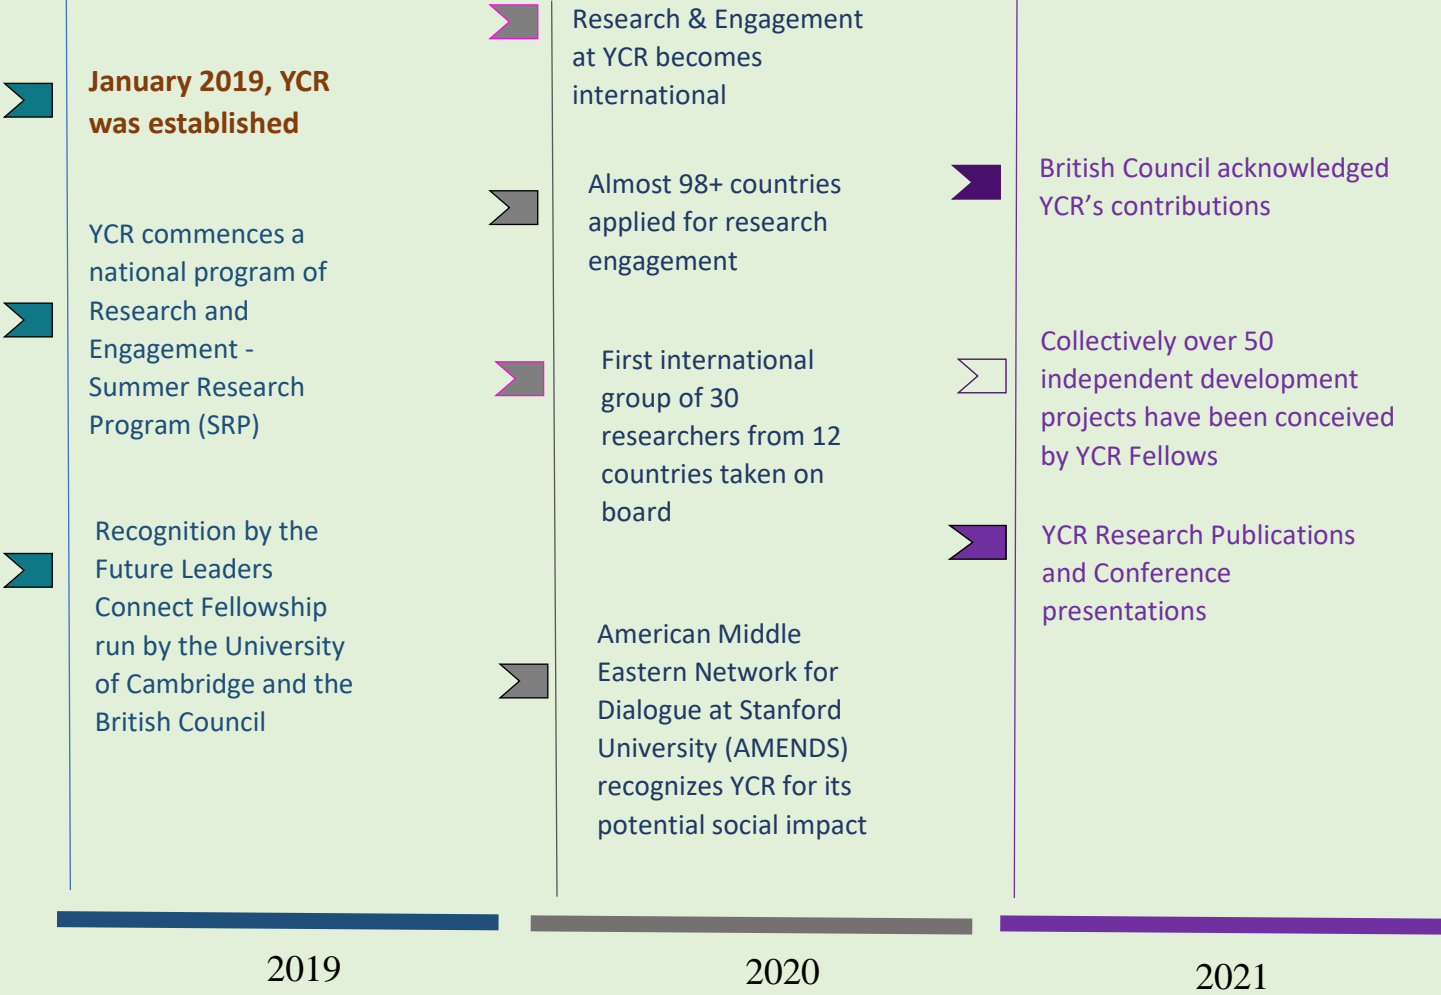 January 2019, YCR
was established
YCR commences a
national program of
Research and
Engagement -
Summer Research
Program (SRP)
Recognition by the
Future Leaders
Connect Fellowship
run by the University
of Cambridge and the
British Council
2019
Research & Engagement
at YCR becomes
international
Almost 98+ countries
applied for research
engagement
First international
group of 30
researchers from 12
countries taken on
board
American Middle
Eastern Network for
Dialogue at Stanford
University (AMENDS)
recognizes YCR for its
potential social impact
2020
British Council acknowledged
YCR’s contributions
Collectively over 50
independent development
projects have been conceived
by YCR Fellows
YCR Research Publications
and Conference
presentations
2021